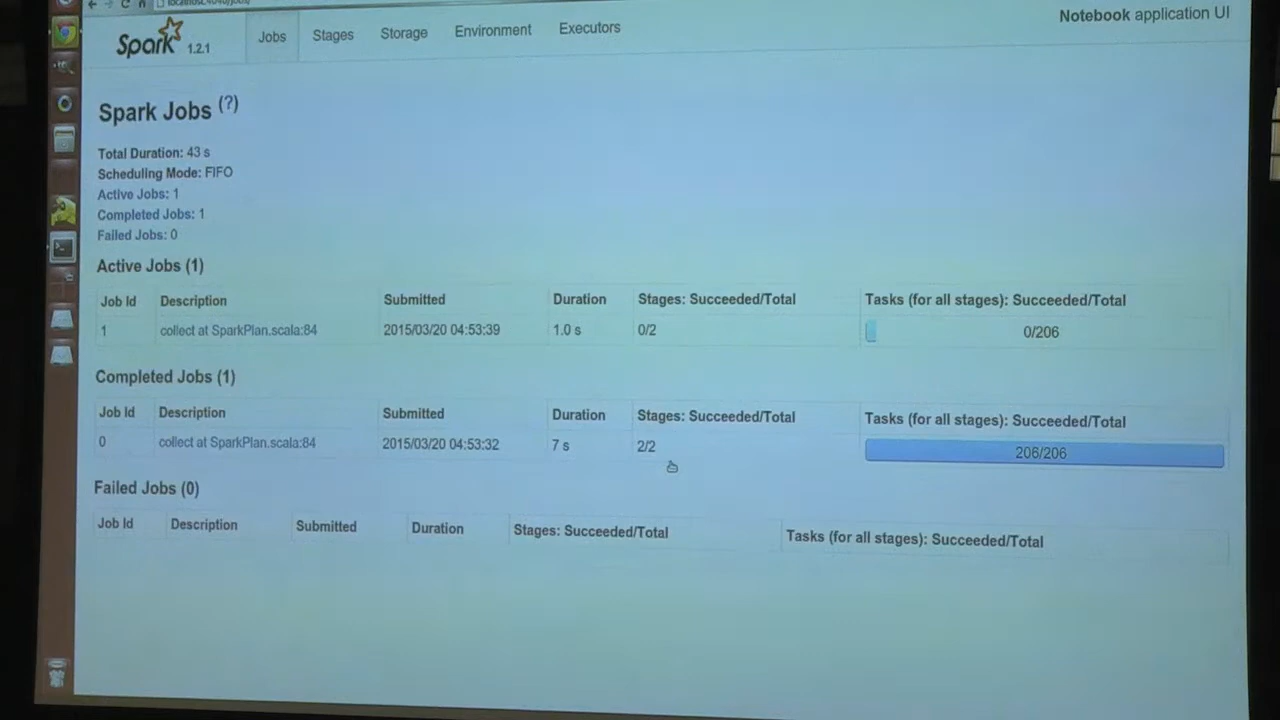 Spark 1.2.1 Jobs Stages Storage Environment Executors Notebook application UI
Spark Jobs (?)
Total Duration: 43 s
Scheduling Mode: FIFO
Active Jobs: 1
Completed Jobs: 1
Failed Jobs: 0
Active Jobs (1)
Job Id Description Submitted Duration Stages: Succeeded/Total Tasks (for all stages): Succeeded/Total
1 collect at SparkPlan.scala:84 2015/03/20 04:53:39 1.0 s 0/2 0/206
Completed Jobs (1)
Job Id Description Submitted Duration Stages: Succeeded/Total Tasks (for all stages): Succeeded/Total
0 collect at SparkPlan.scala:84 2015/03/20 04:53:32 7 s 2/2 206/206
Failed Jobs (0)
Job Id Description Submitted Duration Stages: Succeeded/Total Tasks (for all stages): Succeeded/Total